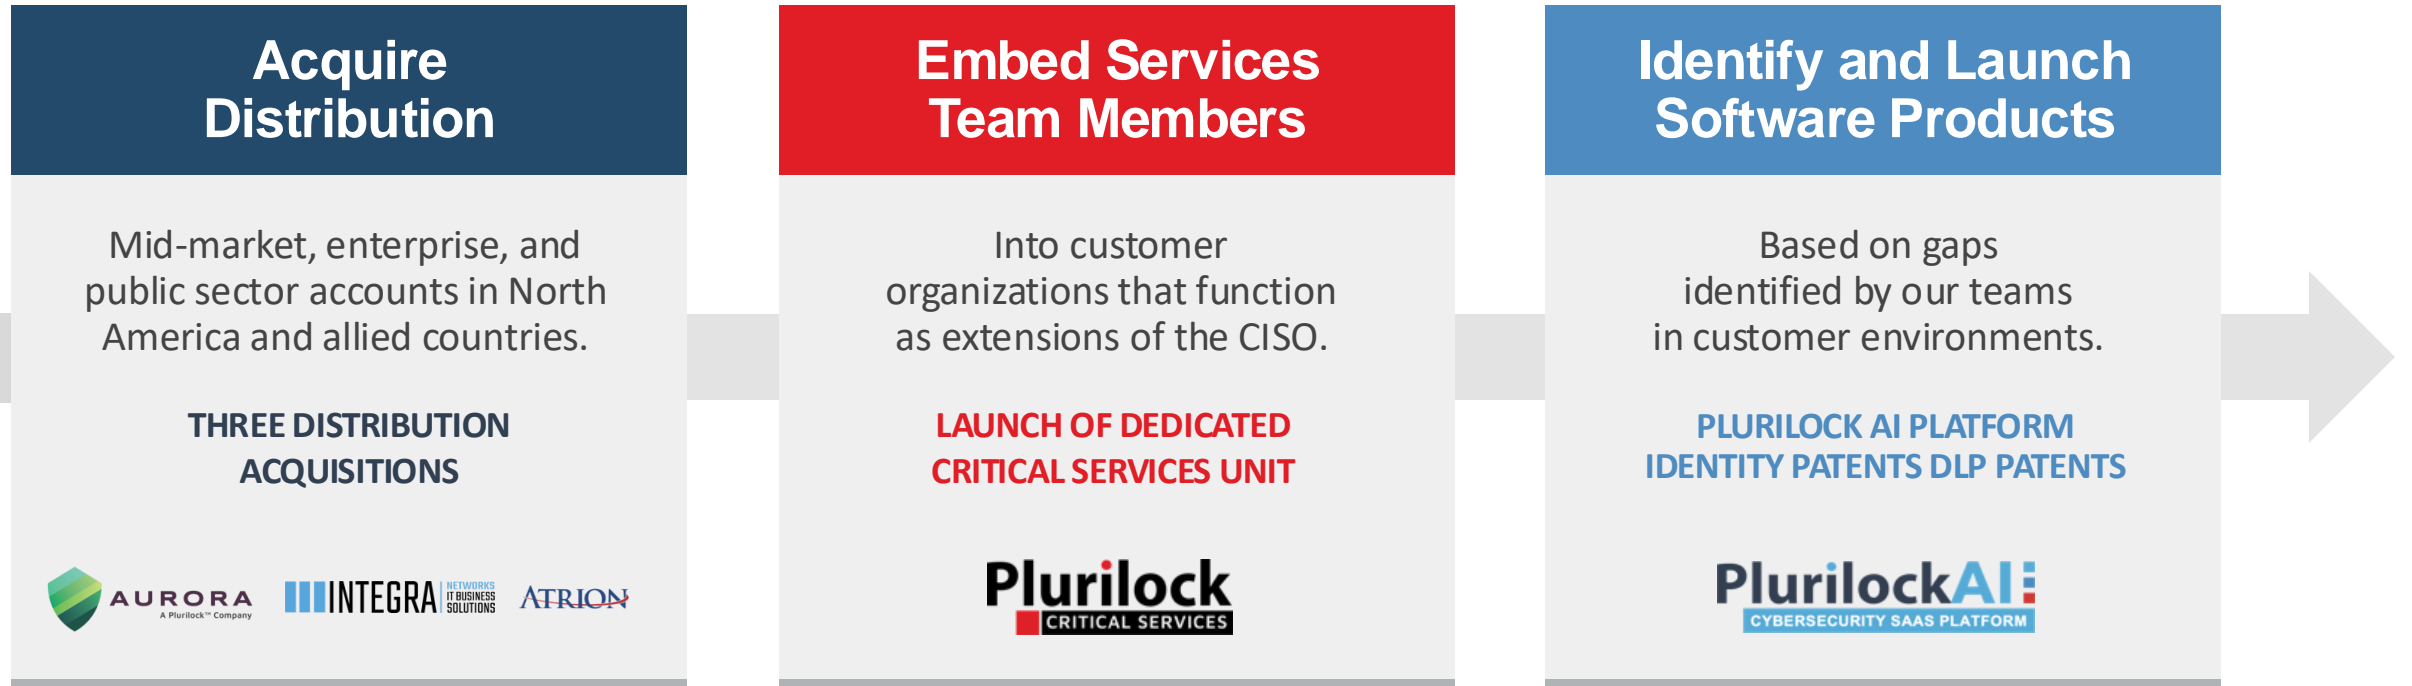 Acquire
Distribution
Mid-market, enterprise, and
public sector accounts in North
America and allied countries.
THREE DISTRIBUTION
ACQUISITIONS
AURORA
A Plurilock™ Company
INTEGRA
NETWORKS
IT BUSINESS
SOLUTIONS
ATRION
Embed Services
Team Members
Into customer
organizations that function
as extensions of the CISO.
LAUNCH OF DEDICATED
CRITICAL SERVICES UNIT
Plurilock
CRITICAL SERVICES
Identify and Launch
Software Products
Based on gaps
identified by our teams
in customer environments.
PLURILOCK AI PLATFORM
IDENTITY PATENTS DLP PATENTS
PlurilockAI
CYBERSECURITY SAAS PLATFORM